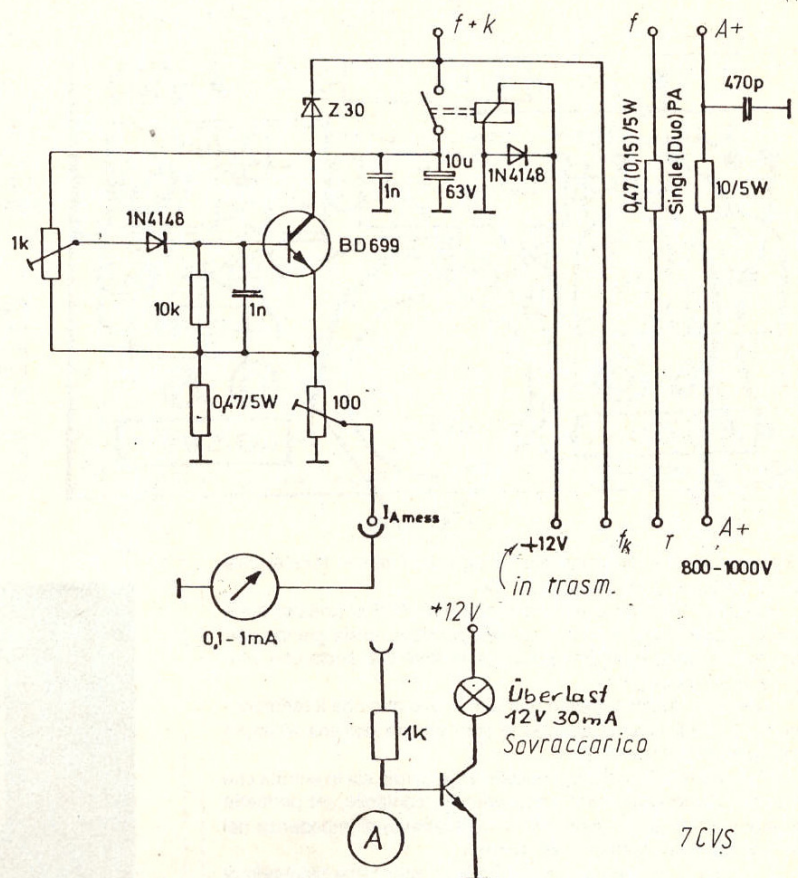 f + k
f
A+
470p
Z 30
0,47 (0,15)/5W
Single (Duo) PA
10/5W
10u
63V
1n
1N4148
1N4148
1k
BD699
10k
1n
0,47/5W
100
I A mess
+12V
fk
A+
800-1000V
in trasm.
0,1-1mA
+12V
Überlast
12V 30mA
Sovraccarico
1k
A
7CVS